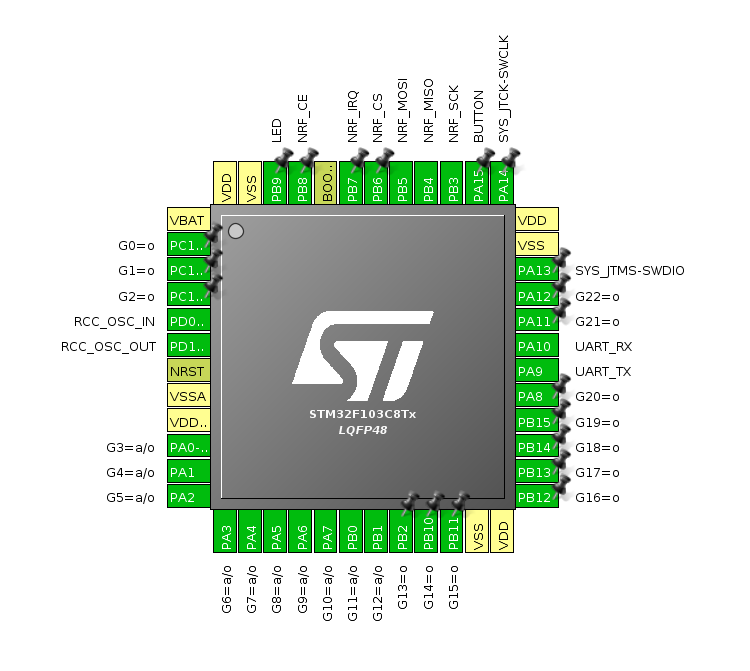 LED
NRF_CE
NRF_IRQ
NRF_CS
NRF_MOSI
NRF_MISO
NRF_SCK
BUTTON
SYS_JTCK-SWCLK
VDD
VSS
PB9
PB8
BOO..
PB7
PB6
PB5
PB4
PB3
PA15
PA14
VBAT
G0=o PC1..
G1=o PC1..
G2=o PC1..
RCC_OSC_IN PD0..
RCC_OSC_OUT PD1..
NRST
VSSA
VDD..
G3=a/o PA0-..
G4=a/o PA1
G5=a/o PA2
ST
STM32F103C8Tx
LQFP48
VDD
VSS
PA13 SYS_JTMS-SWDIO
PA12 G22=o
PA11 G21=o
PA10 UART_RX
PA9 UART_TX
PA8 G20=o
PB15 G19=o
PB14 G18=o
PB13 G17=o
PB12 G16=o
PA3
PA4
PA5
PA6
PA7
PB0
PB1
PB2
PB10
PB11
VSS
VDD
G6=a/o
G7=a/o
G8=a/o
G9=a/o
G10=a/o
G11=a/o
G12=a/o
G13=o
G14=o
G15=o